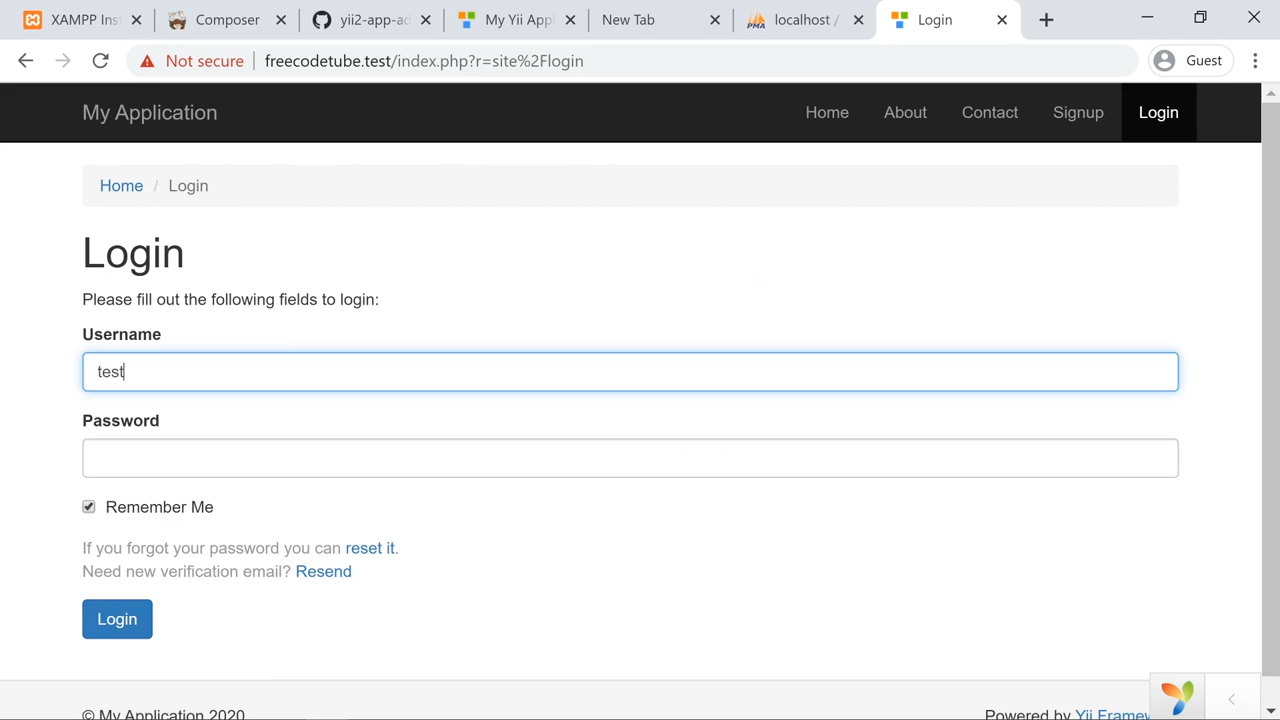 XAMPP Inst
Composer
yii2-app-ad
My Yii Appl
New Tab
localhost /
Login
Not secure
freecodetube.test/index.php?r=site%2Flogin
Guest
My Application
Home
About
Contact
Signup
Login
Home / Login
Login
Please fill out the following fields to login:
Username
test
Password
Remember Me
If you forgot your password you can reset it.
Need new verification email? Resend
Login
© My Application 2020
Powered by Yii Framew